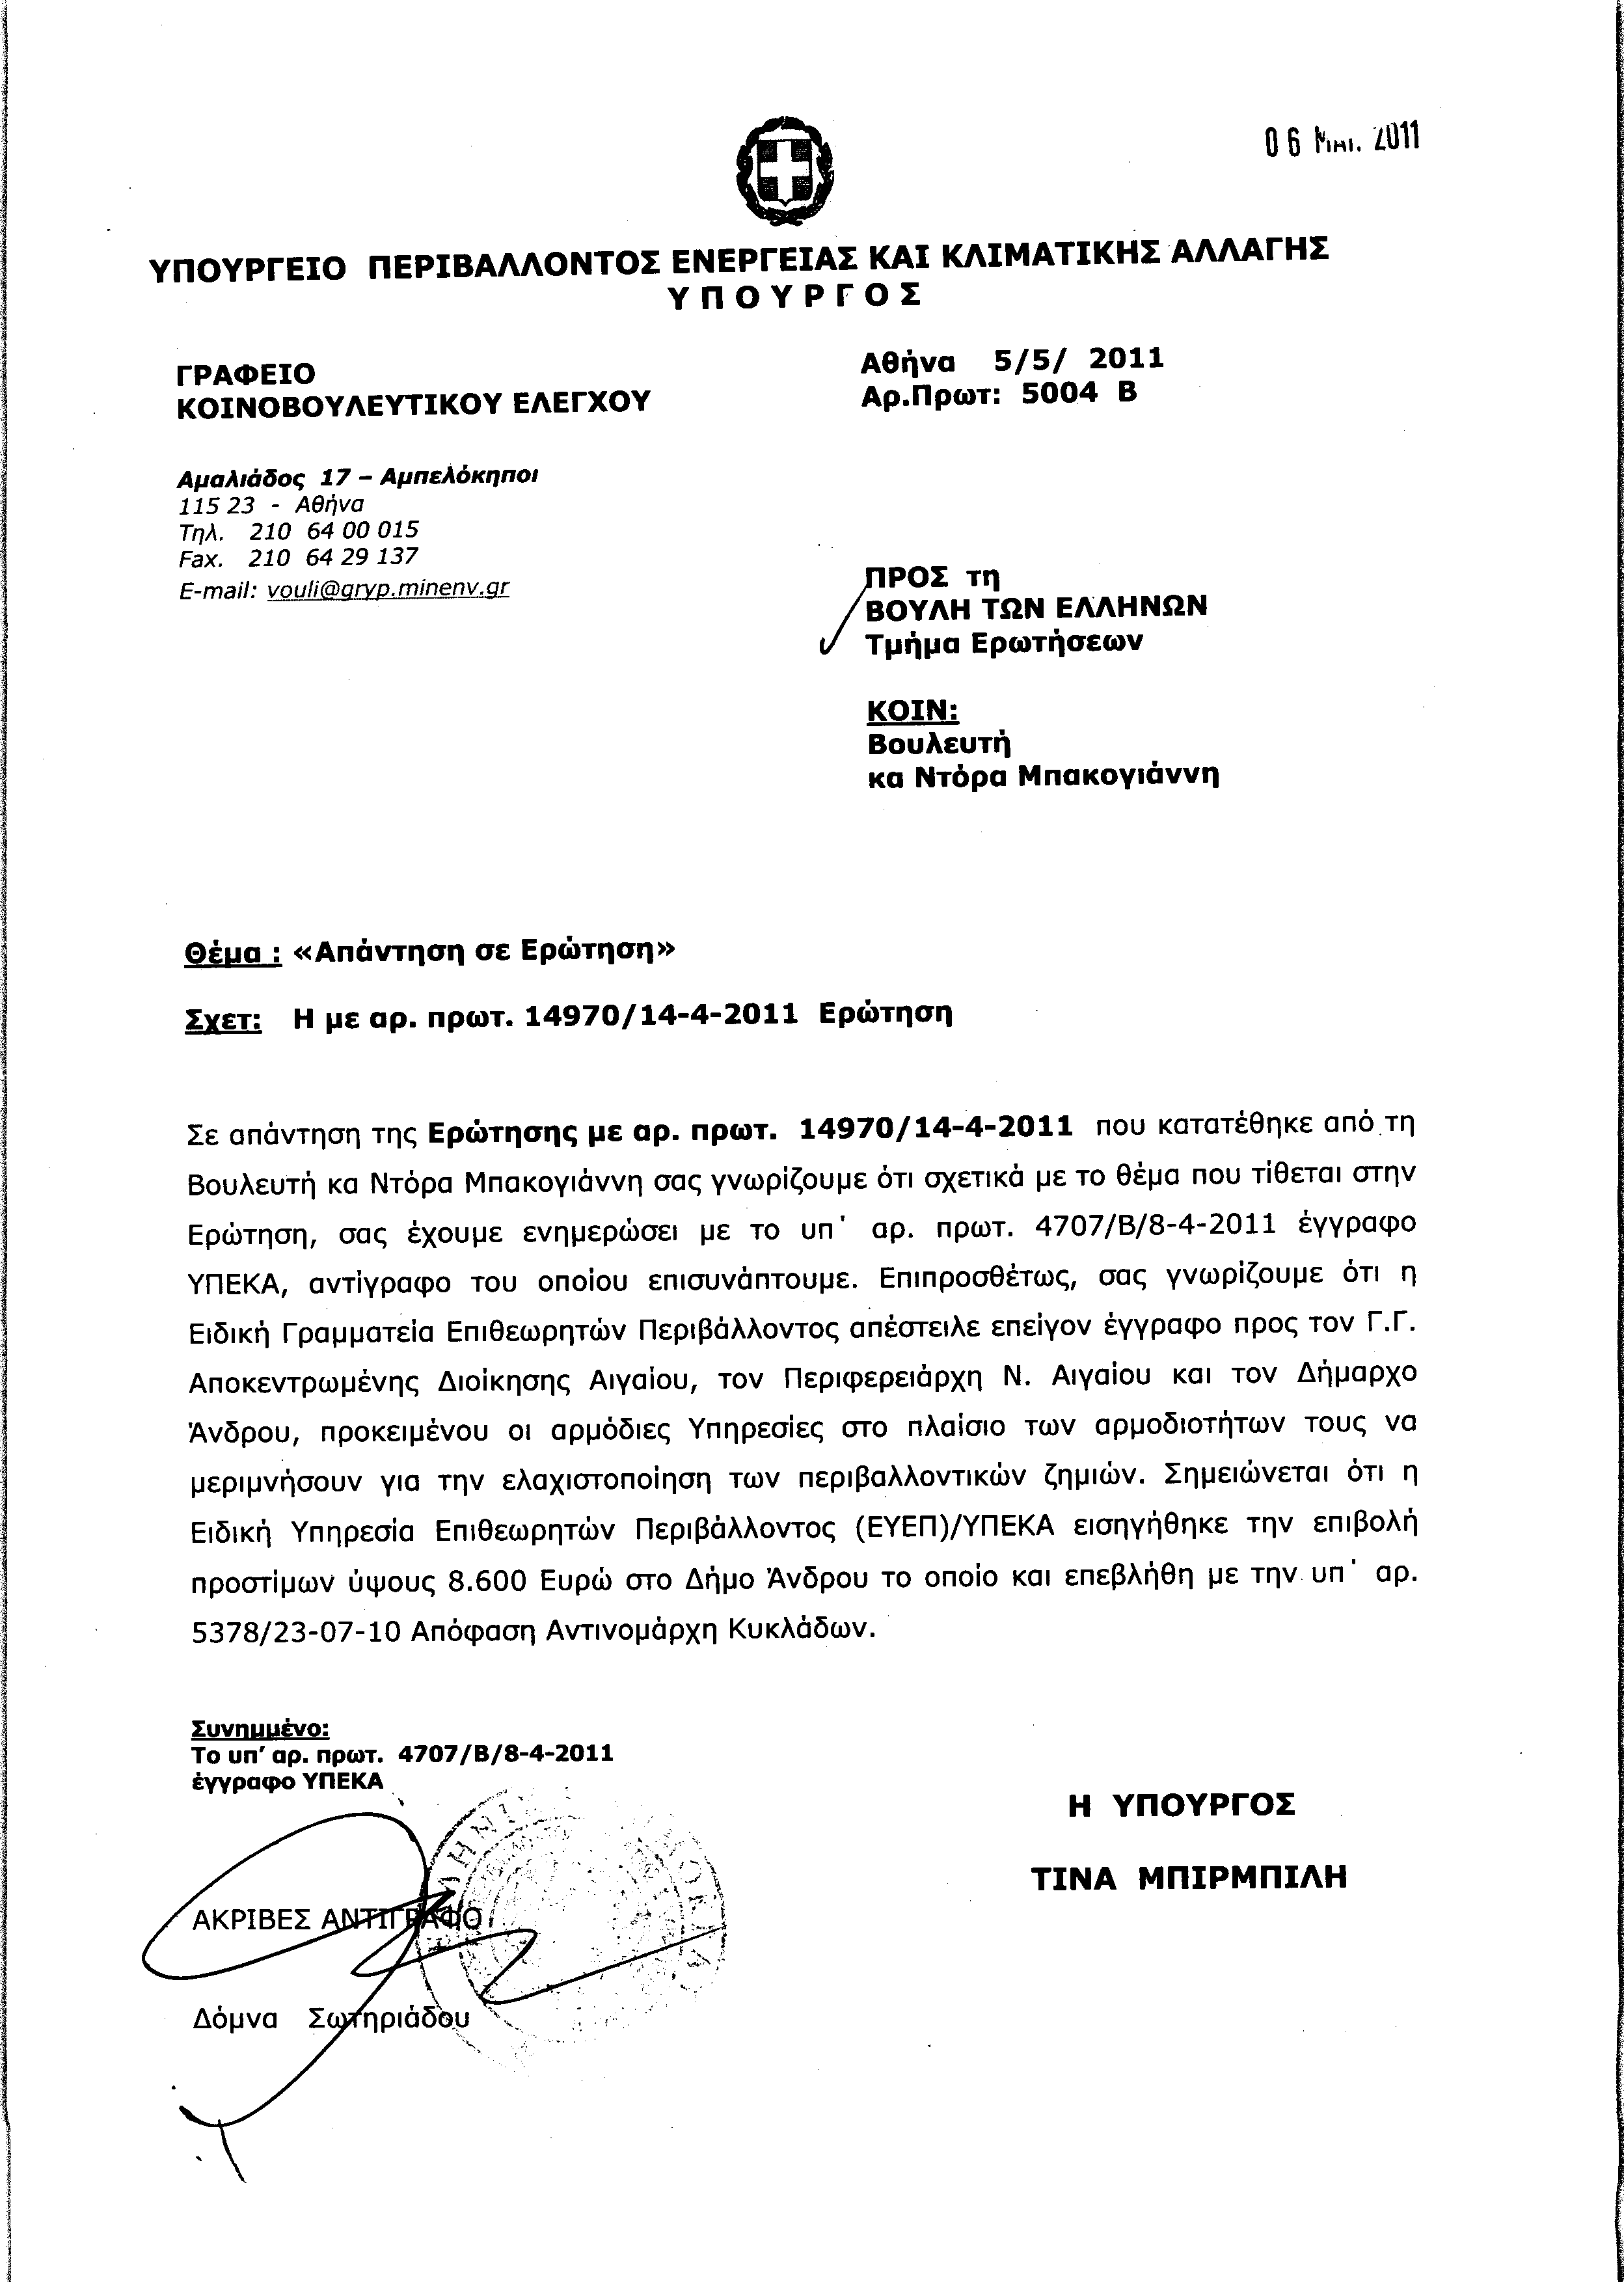 06 ΜΑΙ. 2011
ΥΠΟΥΡΓΕΙΟ ΠΕΡΙΒΑΛΛΟΝΤΟΣ ΕΝΕΡΓΕΙΑΣ ΚΑΙ ΚΛΙΜΑΤΙΚΗΣ ΑΛΛΑΓΗΣ
Υ Π Ο Υ Ρ Γ Ο Σ
ΓΡΑΦΕΙΟ
ΚΟΙΝΟΒΟΥΛΕΥΤΙΚΟΥ ΕΛΕΓΧΟΥ
Αθήνα 5/5/ 2011
Αρ.Πρωτ: 5004 Β
Αμαλιάδος 17 – Αμπελόκηποι
115 23 - Αθήνα
Τηλ. 210 64 00 015
Fax. 210 64 29 137
E-mail: vouli@gryp.minenv.gr
ΠΡΟΣ τη
ΒΟΥΛΗ ΤΩΝ ΕΛΛΗΝΩΝ
Τμήμα Ερωτήσεων
ΚΟΙΝ:
Βουλευτή
κα Ντόρα Μπακογιάννη
Θέμα : «Απάντηση σε Ερώτηση»
Σχετ: Η με αρ. πρωτ. 14970/14-4-2011 Ερώτηση
Σε απάντηση της Ερώτησης με αρ. πρωτ. 14970/14-4-2011 που κατατέθηκε από τη
Βουλευτή κα Ντόρα Μπακογιάννη σας γνωρίζουμε ότι σχετικά με το θέμα που τίθεται στην
Ερώτηση, σας έχουμε ενημερώσει με το υπ' αρ. πρωτ. 4707/Β/8-4-2011 έγγραφο
ΥΠΕΚΑ, αντίγραφο του οποίου επισυνάπτουμε. Επιπροσθέτως, σας γνωρίζουμε ότι η
Ειδική Γραμματεία Επιθεωρητών Περιβάλλοντος απέστειλε επείγον έγγραφο προς τον Γ.Γ.
Αποκεντρωμένης Διοίκησης Αιγαίου, τον Περιφερειάρχη Ν. Αιγαίου και τον Δήμαρχο
Άνδρου, προκειμένου οι αρμόδιες Υπηρεσίες στο πλαίσιο των αρμοδιοτήτων τους να
μεριμνήσουν για την ελαχιστοποίηση των περιβαλλοντικών ζημιών. Σημειώνεται ότι η
Ειδική Υπηρεσία Επιθεωρητών Περιβάλλοντος (ΕΥΕΠ)/ΥΠΕΚΑ εισηγήθηκε την επιβολή
προστίμων ύψους 8.600 Ευρώ στο Δήμο Άνδρου το οποίο και επεβλήθη με την υπ' αρ.
5378/23-07-10 Απόφαση Αντινομάρχη Κυκλάδων.
Συνημμένο:
Το υπ' αρ. πρωτ. 4707/Β/8-4-2011
έγγραφο ΥΠΕΚΑ
Η ΥΠΟΥΡΓΟΣ
ΤΙΝΑ ΜΠΙΡΜΠΙΛΗ
ΑΚΡΙΒΕΣ ΑΝΤΙΓΡΑΦΟ
Δόμνα Σωτηριάδου